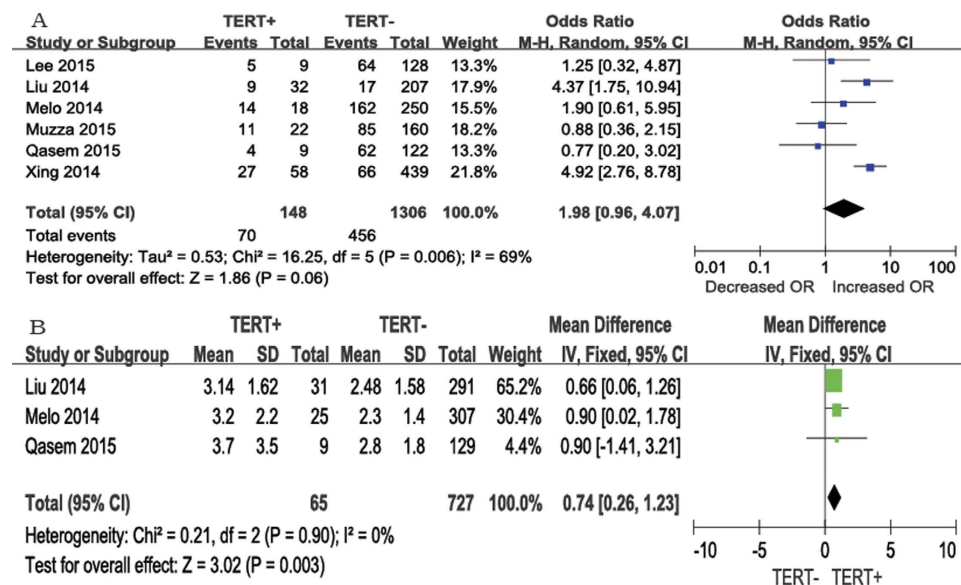 A
TERT+ TERT- Odds Ratio Odds Ratio
Study or Subgroup Events Total Events Total Weight M-H, Random, 95% CI M-H, Random, 95% CI
Lee 2015 5 9 64 128 13.3% 1.25 [0.32, 4.87]
Liu 2014 9 32 17 207 17.9% 4.37 [1.75, 10.94]
Melo 2014 14 18 162 250 15.5% 1.90 [0.61, 5.95]
Muzza 2015 11 22 85 160 18.2% 0.88 [0.36, 2.15]
Qasem 2015 4 9 62 122 13.3% 0.77 [0.20, 3.02]
Xing 2014 27 58 66 439 21.8% 4.92 [2.76, 8.78]
Total (95% CI) 148 1306 100.0% 1.98 [0.96, 4.07]
Total events 70 456
Heterogeneity: Tau² = 0.53; Chi² = 16.25, df = 5 (P = 0.006); I² = 69%
Test for overall effect: Z = 1.86 (P = 0.06)
0.01 0.1 1 10 100
Decreased OR Increased OR
B
TERT+ TERT- Mean Difference Mean Difference
Study or Subgroup Mean SD Total Mean SD Total Weight IV, Fixed, 95% CI IV, Fixed, 95% CI
Liu 2014 3.14 1.62 31 2.48 1.58 291 65.2% 0.66 [0.06, 1.26]
Melo 2014 3.2 2.2 25 2.3 1.4 307 30.4% 0.90 [0.02, 1.78]
Qasem 2015 3.7 3.5 9 2.8 1.8 129 4.4% 0.90 [-1.41, 3.21]
Total (95% CI) 65 727 100.0% 0.74 [0.26, 1.23]
Heterogeneity: Chi² = 0.21, df = 2 (P = 0.90); I² = 0%
Test for overall effect: Z = 3.02 (P = 0.003)
-10 -5 0 5 10
TERT- TERT+